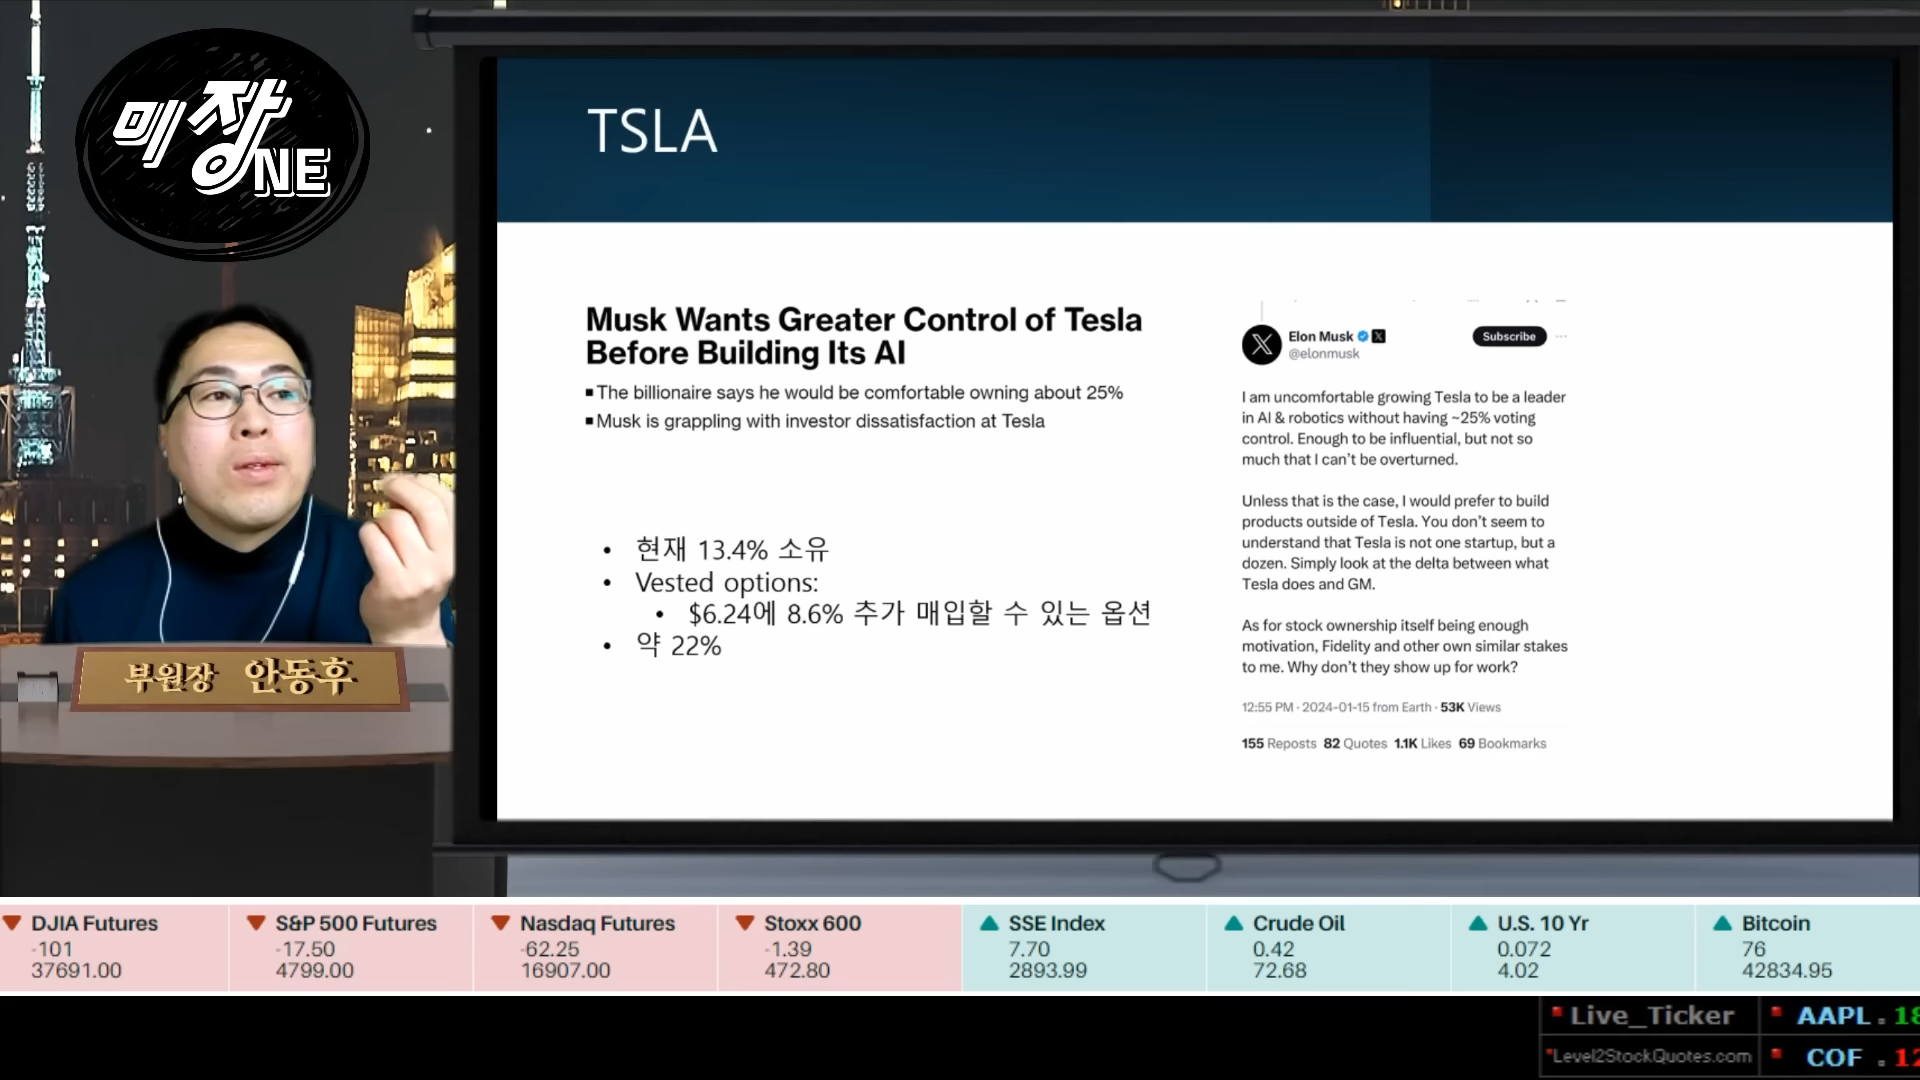 미장
NE
TSLA
Musk Wants Greater Control of Tesla
Before Building Its AI
▪ The billionaire says he would be comfortable owning about 25%
▪ Musk is grappling with investor dissatisfaction at Tesla
• 현재 13.4% 소유
• Vested options:
• $6.24에 8.6% 추가 매입할 수 있는 옵션
• 약 22%
Elon Musk
@elonmusk
Subscribe
I am uncomfortable growing Tesla to be a leader
in AI & robotics without having ~25% voting
control. Enough to be influential, but not so
much that I can't be overturned.
Unless that is the case, I would prefer to build
products outside of Tesla. You don't seem to
understand that Tesla is not one startup, but a
dozen. Simply look at the delta between what
Tesla does and GM.
As for stock ownership itself being enough
motivation, Fidelity and other own similar stakes
to me. Why don't they show up for work?
12:55 PM · 2024-01-15 from Earth · 53K Views
155 Reposts 82 Quotes 1.1K Likes 69 Bookmarks
부원장 안동후
DJIA Futures
-101
37691.00
S&P 500 Futures
-17.50
4799.00
Nasdaq Futures
-62.25
16907.00
Stoxx 600
-1.39
472.80
SSE Index
7.70
2893.99
Crude Oil
0.42
72.68
U.S. 10 Yr
0.072
4.02
Bitcoin
76
42834.95
Live_Ticker
AAPL
Level2StockQuotes.com
COF